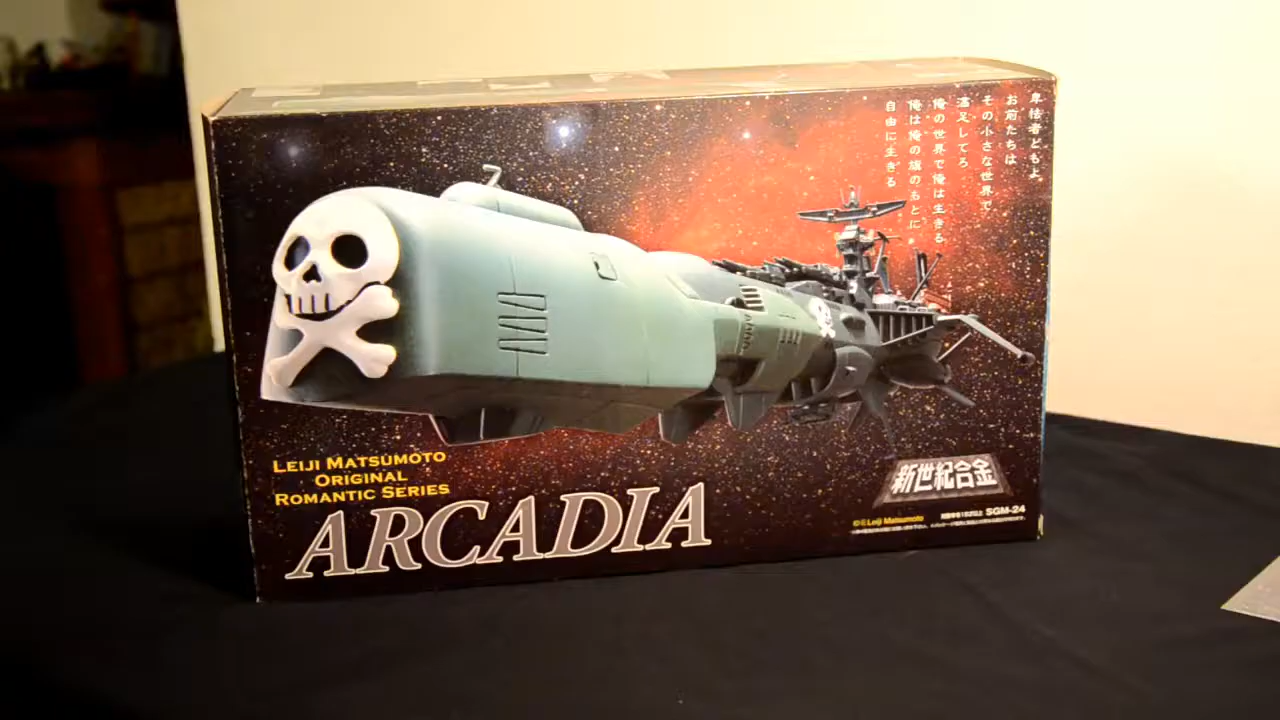 卑怯者どもよ
お前たちは
その小さな世界で
満足してろ
俺の世界で俺は生きる
俺は俺の旗のもとに
自由に生きる
LEIJI MATSUMOTO
ORIGINAL
ROMANTIC SERIES
ARCADIA
新世紀合金
© Leiji Matsumoto
SGM-24